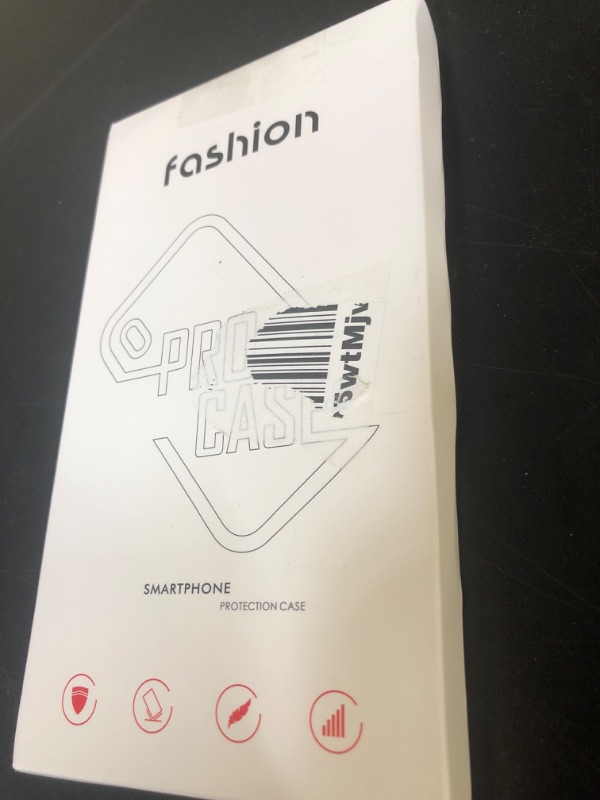 fashion
PRO
CASE
SMARTPHONE
PROTECTION CASE